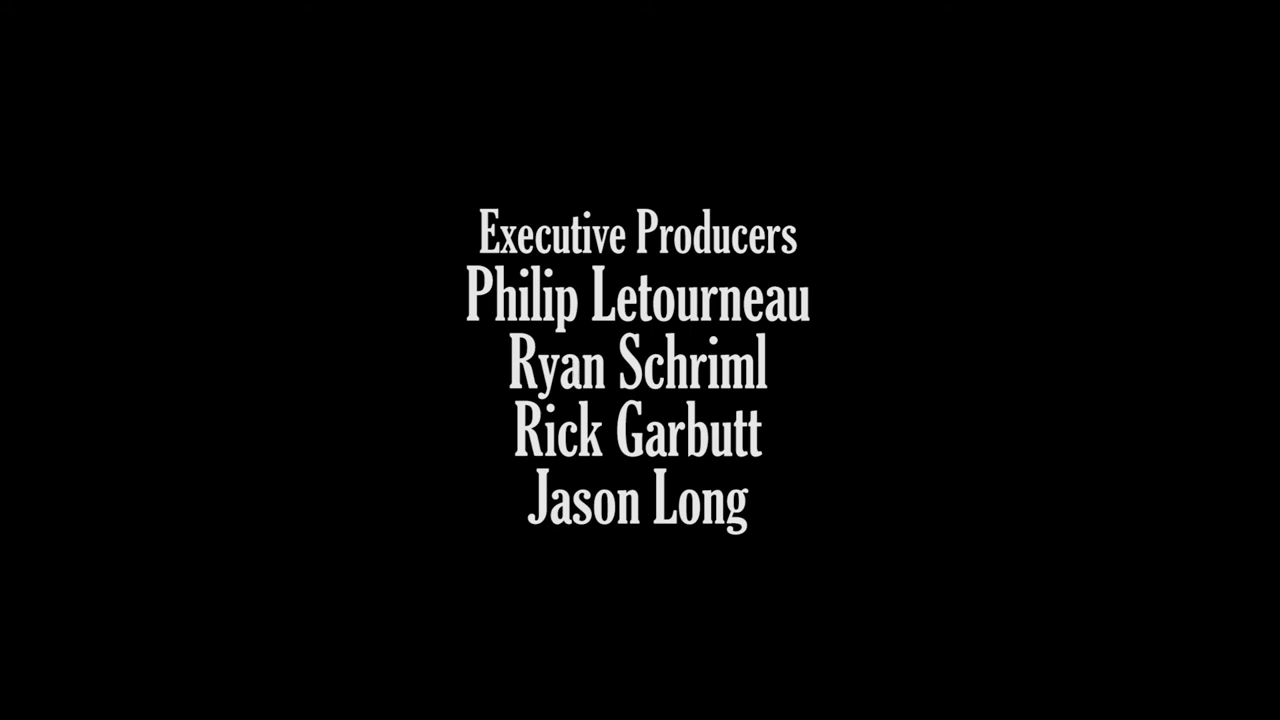 Executive Producers
Philip Letourneau
Ryan Schriml
Rick Garbutt
Jason Long